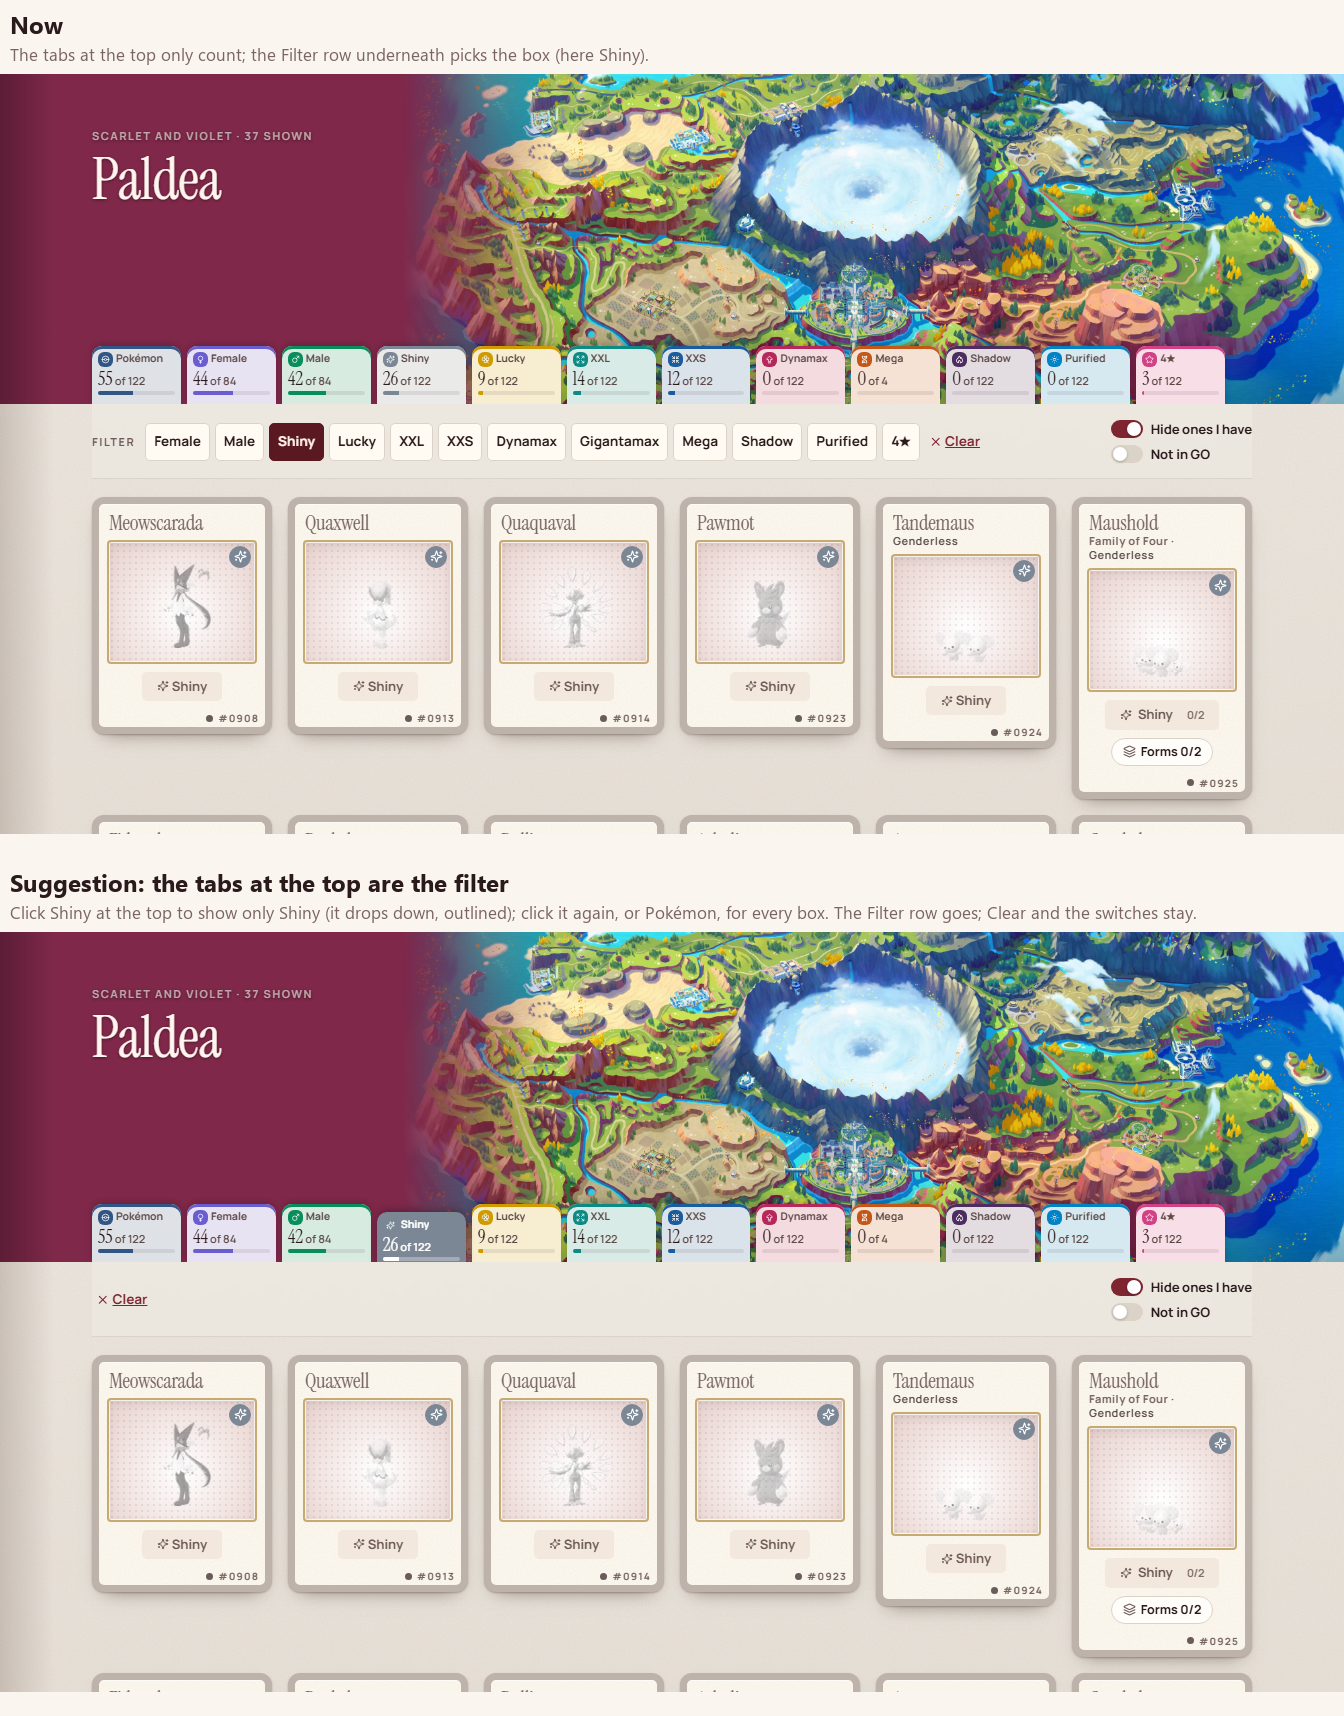 Now
The tabs at the top only count; the Filter row underneath picks the box (here Shiny).
SCARLET AND VIOLET · 37 SHOWN
Paldea
Pokémon Female Male Shiny Lucky XXL XXS Dynamax Mega Shadow Purified 4★
55 of 122 44 of 84 42 of 84 26 of 122 9 of 122 14 of 122 12 of 122 0 of 122 0 of 4 0 of 122 0 of 122 3 of 122
FILTER Female Male Shiny Lucky XXL XXS Dynamax Gigantamax Mega Shadow Purified 4★ × Clear
Hide ones I have
Not in GO
Meowscarada Quaxwell Quaquaval Pawmot Tandemaus Maushold
Genderless Family of Four ·
Genderless
Shiny Shiny Shiny Shiny Shiny Shiny 0/2
Forms 0/2
#0908 #0913 #0914 #0923 #0924 #0925
Suggestion: the tabs at the top are the filter
Click Shiny at the top to show only Shiny (it drops down, outlined); click it again, or Pokémon, for every box. The Filter row goes; Clear and the switches stay.
SCARLET AND VIOLET · 37 SHOWN
Paldea
Pokémon Female Male Shiny Lucky XXL XXS Dynamax Mega Shadow Purified 4★
55 of 122 44 of 84 42 of 84 26 of 122 9 of 122 14 of 122 12 of 122 0 of 122 0 of 4 0 of 122 0 of 122 3 of 122
× Clear
Hide ones I have
Not in GO
Meowscarada Quaxwell Quaquaval Pawmot Tandemaus Maushold
Genderless Family of Four ·
Genderless
Shiny Shiny Shiny Shiny Shiny Shiny 0/2
Forms 0/2
#0908 #0913 #0914 #0923 #0924 #0925